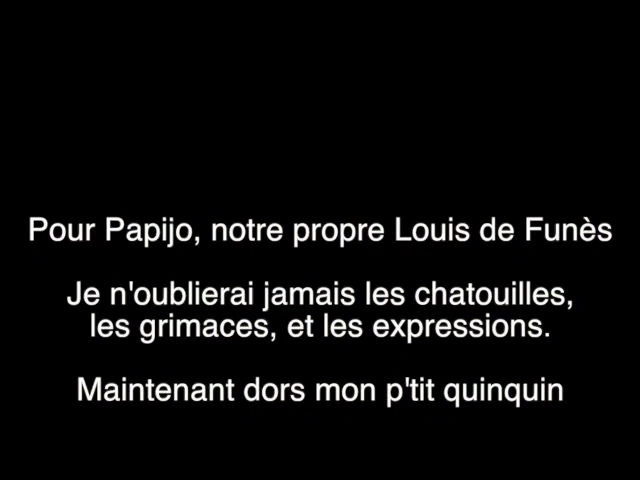 Pour Papijo, notre propre Louis de Funès
Je n'oublierai jamais les chatouilles,
les grimaces, et les expressions.
Maintenant dors mon p'tit quinquin